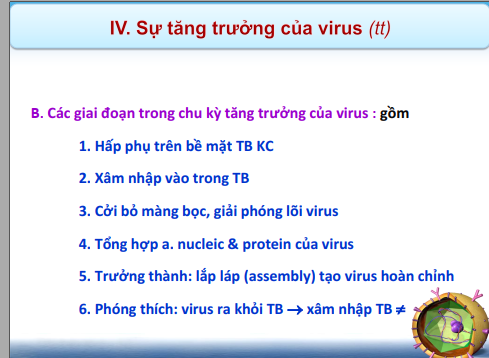 IV. Sự tăng trưởng của virus (tt)
B. Các giai đoạn trong chu kỳ tăng trưởng của virus : gồm
1. Hấp phụ trên bề mặt TB KC
2. Xâm nhập vào trong TB
3. Cởi bỏ màng bọc, giải phóng lõi virus
4. Tổng hợp a. nucleic & protein của virus
5. Trưởng thành: lắp láp (assembly) tạo virus hoàn chỉnh
6. Phóng thích: virus ra khỏi TB → xâm nhập TB ≠